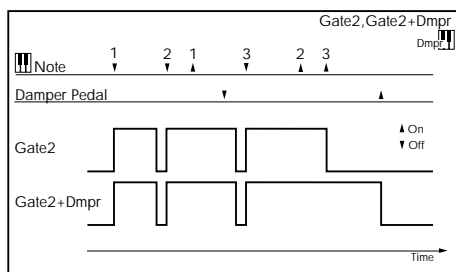 Gate2,Gate2+Dmpr
Dmpr
1 2 1 3 2 3
Note
Damper Pedal
On
Off
Gate2
Gate2+Dmpr
Time